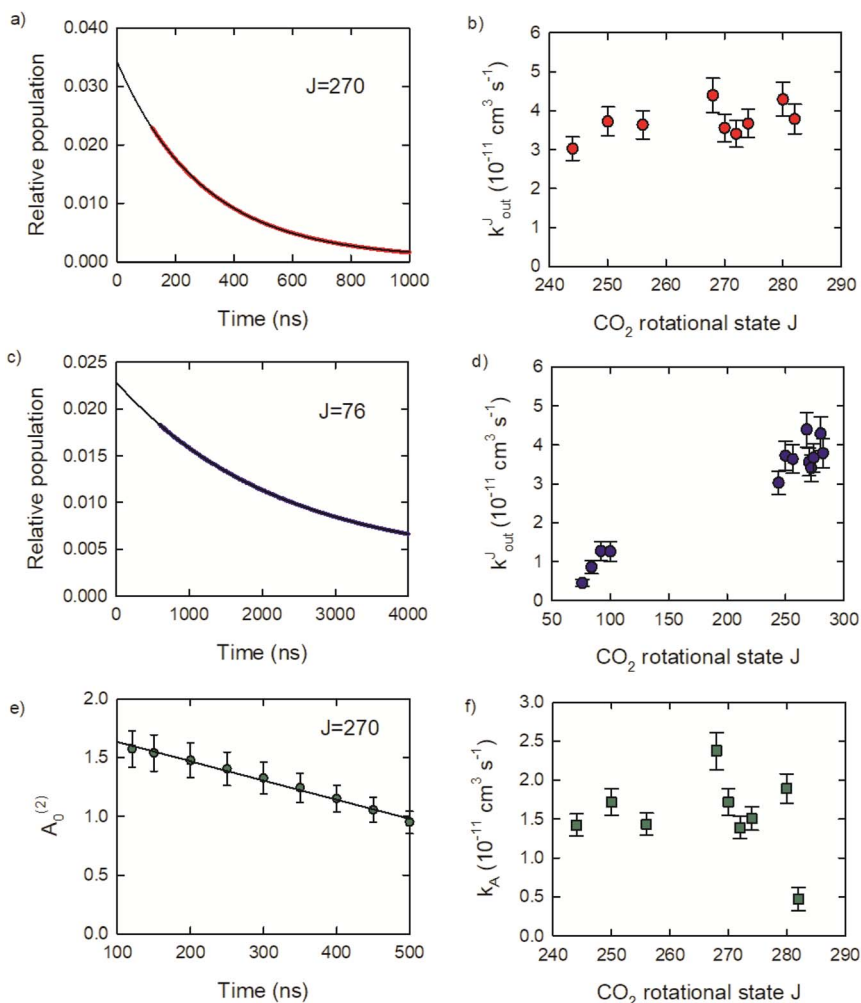 a)
0.040
0.030
0.020
0.010
0.000
Relative population
J=270
0 200 400 600 800 1000
Time (ns)
b)
6
5
4
3
2
1
0
k^J_out (10^-11 cm^3 s^-1)
240 250 260 270 280 290
CO_2 rotational state J
c)
0.025
0.020
0.015
0.010
0.005
0.000
Relative population
J=76
0 1000 2000 3000 4000
Time (ns)
d)
6
5
4
3
2
1
0
k^J_out (10^-11 cm^3 s^-1)
50 100 150 200 250 300
CO_2 rotational state J
e)
2.0
1.5
1.0
0.5
0.0
A_0^(2)
J=270
100 200 300 400 500
Time (ns)
f)
3.0
2.5
2.0
1.5
1.0
0.5
0.0
k_A (10^-11 cm^3 s^-1)
240 250 260 270 280 290
CO_2 rotational state J